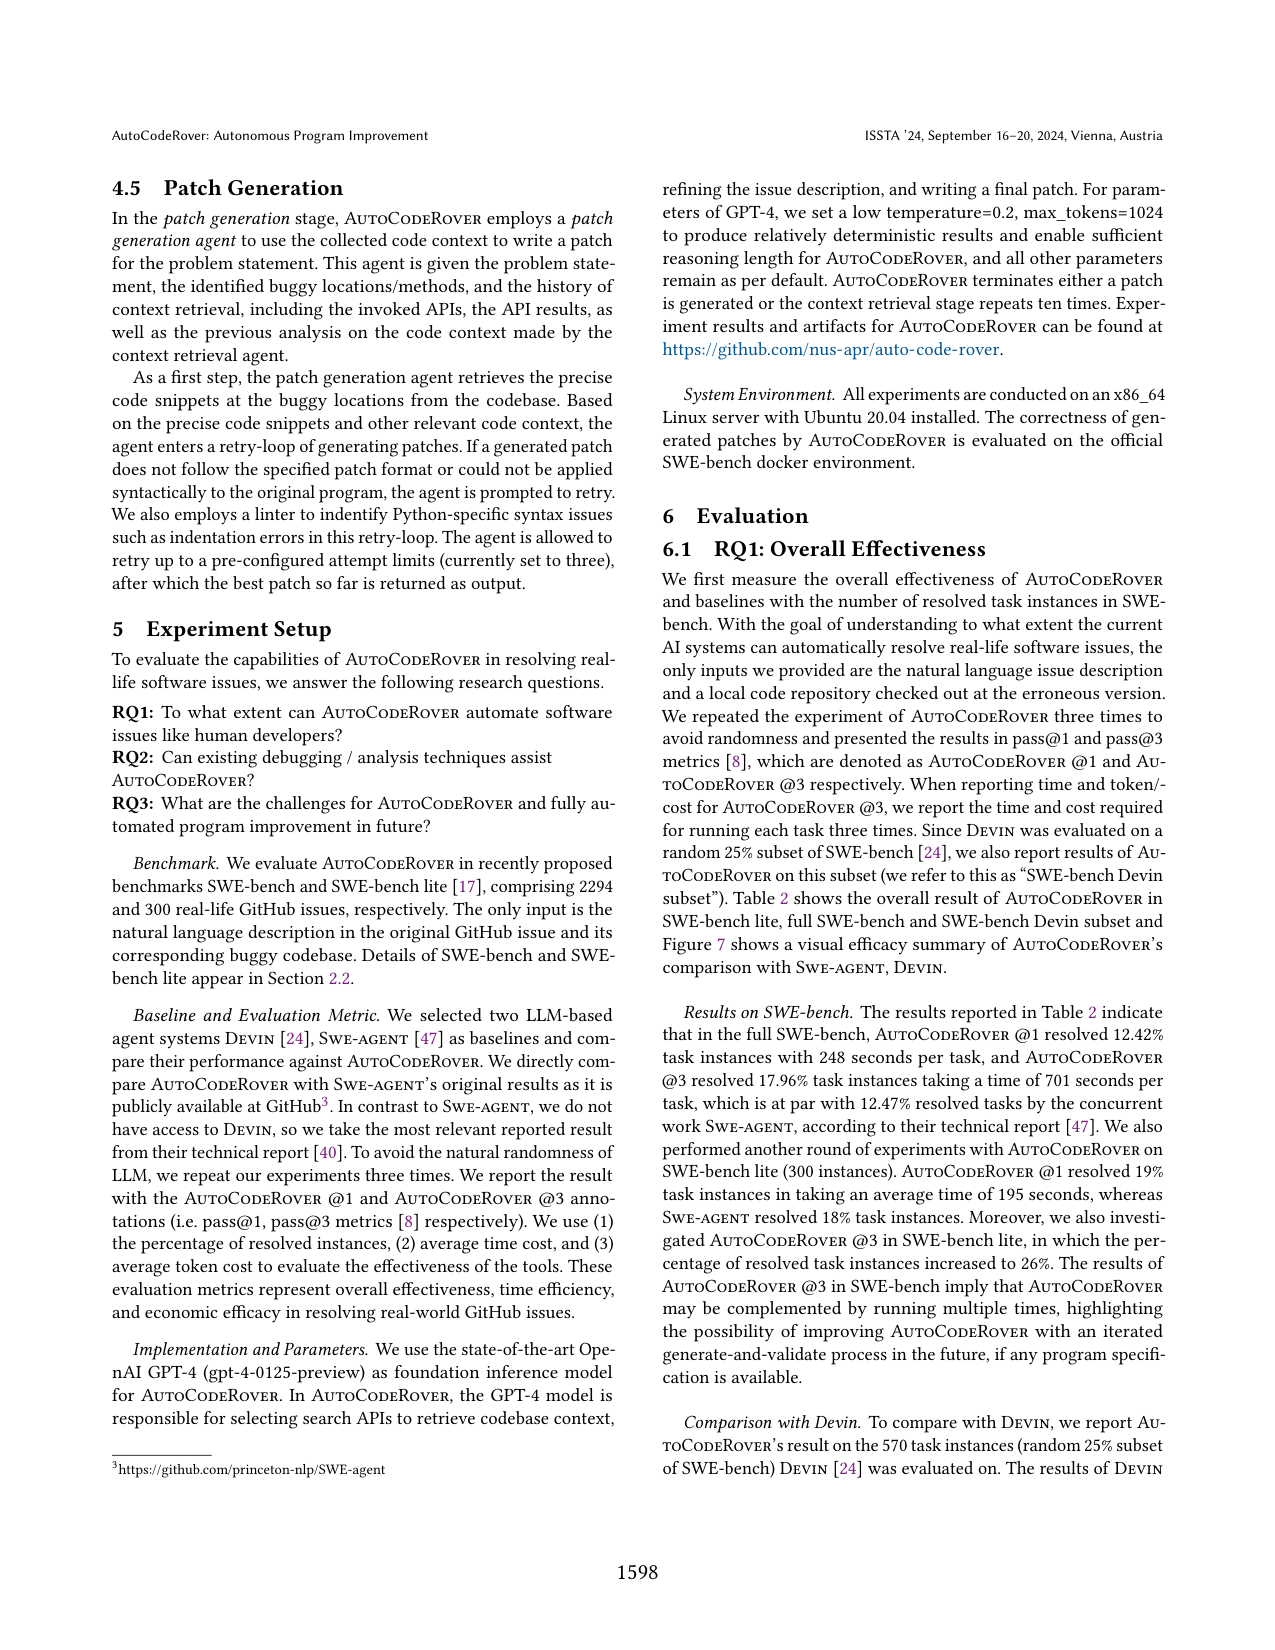 AutoCodeRover: Autonomous Program Improvement
ISSTA ’24, September 16–20, 2024, Vienna, Austria
4.5 Patch Generation
In the patch generation stage, AutoCodeRover employs a patch
generation agent to use the collected code context to write a patch
for the problem statement. This agent is given the problem state-
ment, the identified buggy locations/methods, and the history of
context retrieval, including the invoked APIs, the API results, as
well as the previous analysis on the code context made by the
context retrieval agent.
As a first step, the patch generation agent retrieves the precise
code snippets at the buggy locations from the codebase. Based
on the precise code snippets and other relevant code context, the
agent enters a retry-loop of generating patches. If a generated patch
does not follow the specified patch format or could not be applied
syntactically to the original program, the agent is prompted to retry.
We also employs a linter to indentify Python-specific syntax issues
such as indentation errors in this retry-loop. The agent is allowed to
retry up to a pre-configured attempt limits (currently set to three),
after which the best patch so far is returned as output.
5 Experiment Setup
To evaluate the capabilities of AutoCodeRover in resolving real-
life software issues, we answer the following research questions.
RQ1: To what extent can AutoCodeRover automate software
issues like human developers?
RQ2: Can existing debugging / analysis techniques assist
AutoCodeRover?
RQ3: What are the challenges for AutoCodeRover and fully au-
tomated program improvement in future?
Benchmark. We evaluate AutoCodeRover in recently proposed
benchmarks SWE-bench and SWE-bench lite [17], comprising 2294
and 300 real-life GitHub issues, respectively. The only input is the
natural language description in the original GitHub issue and its
corresponding buggy codebase. Details of SWE-bench and SWE-
bench lite appear in Section 2.2.
Baseline and Evaluation Metric. We selected two LLM-based
agent systems Devin [24], Swe-agent [47] as baselines and com-
pare their performance against AutoCodeRover. We directly com-
pare AutoCodeRover with Swe-agent’s original results as it is
publicly available at GitHub3. In contrast to Swe-agent, we do not
have access to Devin, so we take the most relevant reported result
from their technical report [40]. To avoid the natural randomness of
LLM, we repeat our experiments three times. We report the result
with the AutoCodeRover @1 and AutoCodeRover @3 anno-
tations (i.e. pass@1, pass@3 metrics [8] respectively). We use (1)
the percentage of resolved instances, (2) average time cost, and (3)
average token cost to evaluate the effectiveness of the tools. These
evaluation metrics represent overall effectiveness, time efficiency,
and economic efficacy in resolving real-world GitHub issues.
Implementation and Parameters. We use the state-of-the-art Ope-
nAI GPT-4 (gpt-4-0125-preview) as foundation inference model
for AutoCodeRover. In AutoCodeRover, the GPT-4 model is
responsible for selecting search APIs to retrieve codebase context,
3https://github.com/princeton-nlp/SWE-agent
refining the issue description, and writing a final patch. For param-
eters of GPT-4, we set a low temperature=0.2, max_tokens=1024
to produce relatively deterministic results and enable sufficient
reasoning length for AutoCodeRover, and all other parameters
remain as per default. AutoCodeRover terminates either a patch
is generated or the context retrieval stage repeats ten times. Exper-
iment results and artifacts for AutoCodeRover can be found at
https://github.com/nus-apr/auto-code-rover.
System Environment. All experiments are conducted on an x86_64
Linux server with Ubuntu 20.04 installed. The correctness of gen-
erated patches by AutoCodeRover is evaluated on the official
SWE-bench docker environment.
6 Evaluation
6.1 RQ1: Overall Effectiveness
We first measure the overall effectiveness of AutoCodeRover
and baselines with the number of resolved task instances in SWE-
bench. With the goal of understanding to what extent the current
AI systems can automatically resolve real-life software issues, the
only inputs we provided are the natural language issue description
and a local code repository checked out at the erroneous version.
We repeated the experiment of AutoCodeRover three times to
avoid randomness and presented the results in pass@1 and pass@3
metrics [8], which are denoted as AutoCodeRover @1 and Au-
toCodeRover @3 respectively. When reporting time and token/-
cost for AutoCodeRover @3, we report the time and cost required
for running each task three times. Since Devin was evaluated on a
random 25% subset of SWE-bench [24], we also report results of Au-
toCodeRover on this subset (we refer to this as “SWE-bench Devin
subset”). Table 2 shows the overall result of AutoCodeRover in
SWE-bench lite, full SWE-bench and SWE-bench Devin subset and
Figure 7 shows a visual efficacy summary of AutoCodeRover’s
comparison with Swe-agent, Devin.
Results on SWE-bench. The results reported in Table 2 indicate
that in the full SWE-bench, AutoCodeRover @1 resolved 12.42%
task instances with 248 seconds per task, and AutoCodeRover
@3 resolved 17.96% task instances taking a time of 701 seconds per
task, which is at par with 12.47% resolved tasks by the concurrent
work Swe-agent, according to their technical report [47]. We also
performed another round of experiments with AutoCodeRover on
SWE-bench lite (300 instances). AutoCodeRover @1 resolved 19%
task instances in taking an average time of 195 seconds, whereas
Swe-agent resolved 18% task instances. Moreover, we also investi-
gated AutoCodeRover @3 in SWE-bench lite, in which the per-
centage of resolved task instances increased to 26%. The results of
AutoCodeRover @3 in SWE-bench imply that AutoCodeRover
may be complemented by running multiple times, highlighting
the possibility of improving AutoCodeRover with an iterated
generate-and-validate process in the future, if any program specifi-
cation is available.
Comparison with Devin. To compare with Devin, we report Au-
toCodeRover’s result on the 570 task instances (random 25% subset
of SWE-bench) Devin [24] was evaluated on. The results of Devin
1598